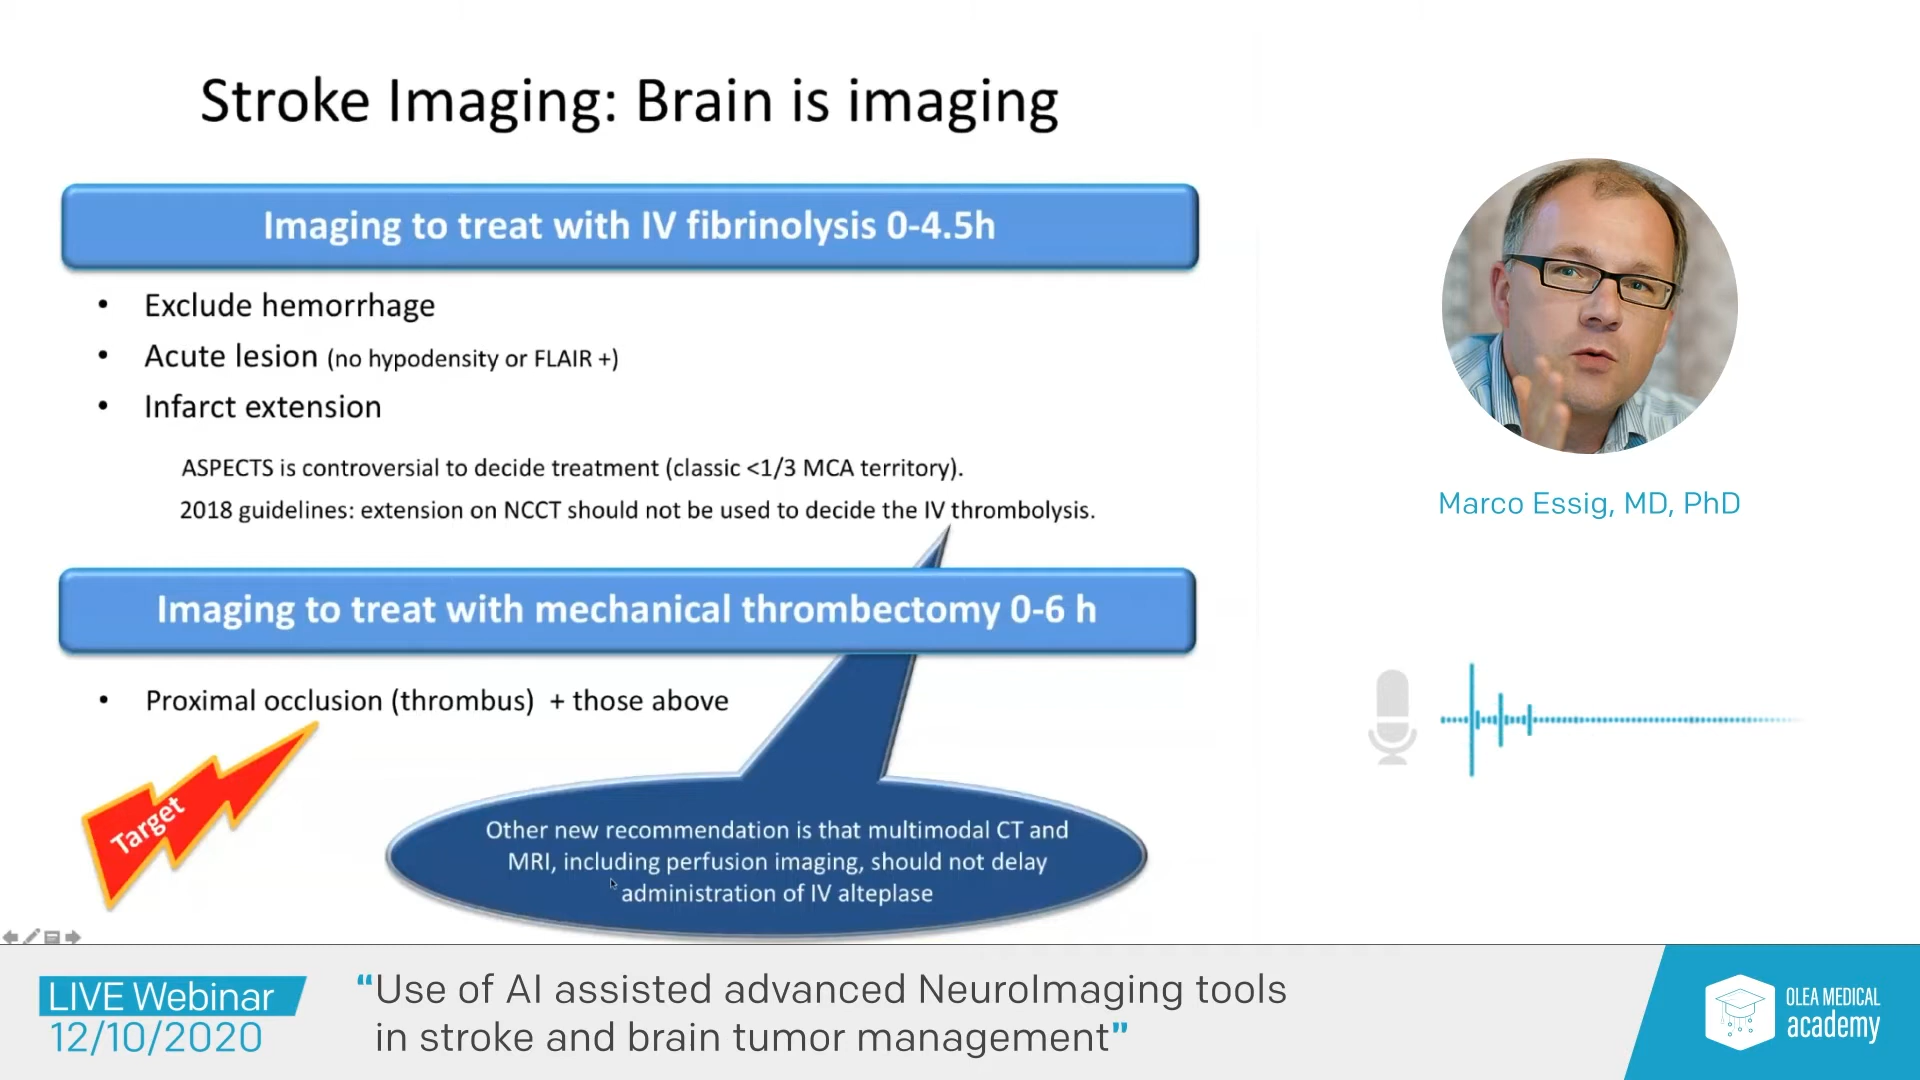 Stroke Imaging: Brain is imaging
Imaging to treat with IV fibrinolysis 0-4.5h
• Exclude hemorrhage
• Acute lesion (no hypodensity or FLAIR +)
• Infarct extension
ASPECTS is controversial to decide treatment (classic <1/3 MCA territory).
2018 guidelines: extension on NCCT should not be used to decide the IV thrombolysis.
Imaging to treat with mechanical thrombectomy 0-6 h
• Proximal occlusion (thrombus) + those above
Target
Other new recommendation is that multimodal CT and
MRI, including perfusion imaging, should not delay
administration of IV alteplase
Marco Essig, MD, PhD
LIVE Webinar
12/10/2020
“Use of AI assisted advanced NeuroImaging tools
in stroke and brain tumor management”
OLEA MEDICAL
academy